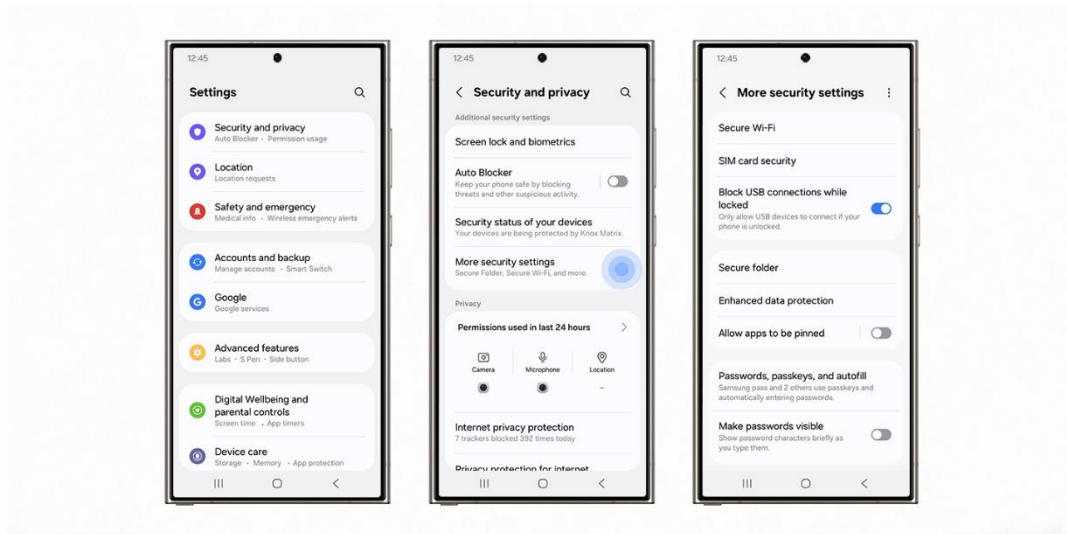 12:45
Settings
Security and privacy
Auto Blocker • Permission usage
Location
Location requests
Safety and emergency
Medical info • Wireless emergency alerts
Accounts and backup
Manage accounts • Smart Switch
Google
Google services
Advanced features
Labs • S Pen • Side button
Digital Wellbeing and
parental controls
Screen time • App timers
Device care
Storage • Memory • App protection
12:45
Security and privacy
Additional security settings
Screen lock and biometrics
Auto Blocker
Keep your phone safe by blocking
threats and other suspicious activity.
Security status of your devices
Your devices are being protected by Knox Matrix.
More security settings
Secure Folder, Secure Wi-Fi, and more.
Privacy
Permissions used in last 24 hours
Camera
Microphone
Location
-
Internet privacy protection
7 trackers blocked 392 times today
Privacy protection for internet
12:45
More security settings
Secure Wi-Fi
SIM card security
Block USB connections while
locked
Only allow USB devices to connect if your
phone is unlocked.
Secure folder
Enhanced data protection
Allow apps to be pinned
Passwords, passkeys, and autofill
Samsung pass and 2 others use passkeys and
automatically entering passwords.
Make passwords visible
Show password characters briefly as
you type them.